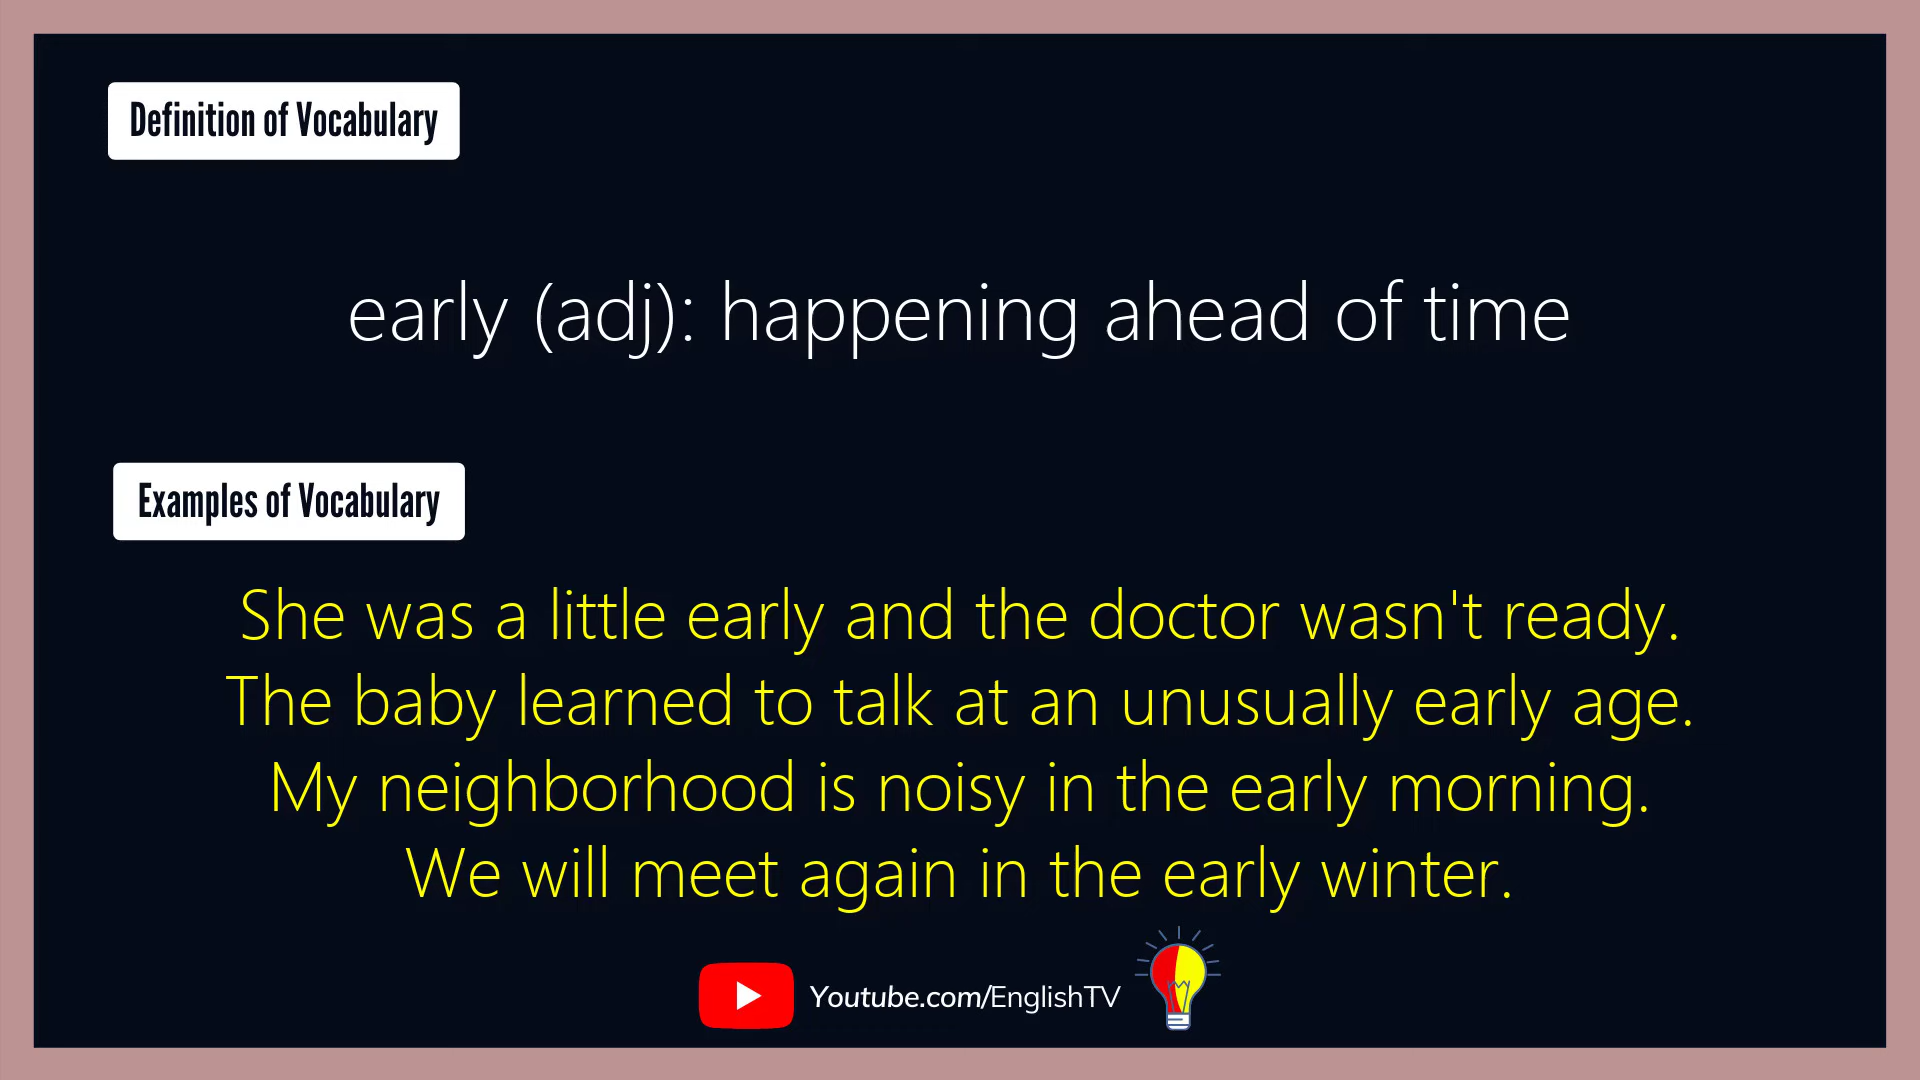 Definition of Vocabulary
early (adj): happening ahead of time
Examples of Vocabulary
She was a little early and the doctor wasn't ready.
The baby learned to talk at an unusually early age.
My neighborhood is noisy in the early morning.
We will meet again in the early winter.
Youtube.com/EnglishTV